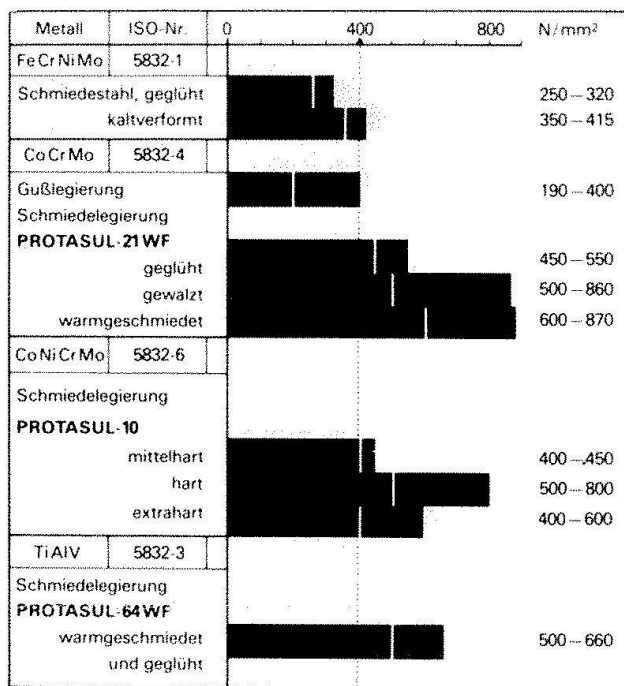 Metall ISO-Nr. 0 400 800 N/mm²
FeCrNiMo 5832-1
Schmiedestahl, geglüht 250–320
kaltverformt 350–415
CoCrMo 5832-4
Gußlegierung 190–400
Schmiedelegierung
PROTASUL-21WF
geglüht 450–550
gewalzt 500–860
warmgeschmiedet 600–870
CoNiCrMo 5832-6
Schmiedelegierung
PROTASUL-10
mittelhart 400–450
hart 500–800
extrahart 400–600
TiAlV 5832-3
Schmiedelegierung
PROTASUL-64WF
warmgeschmiedet 500–660
und geglüht